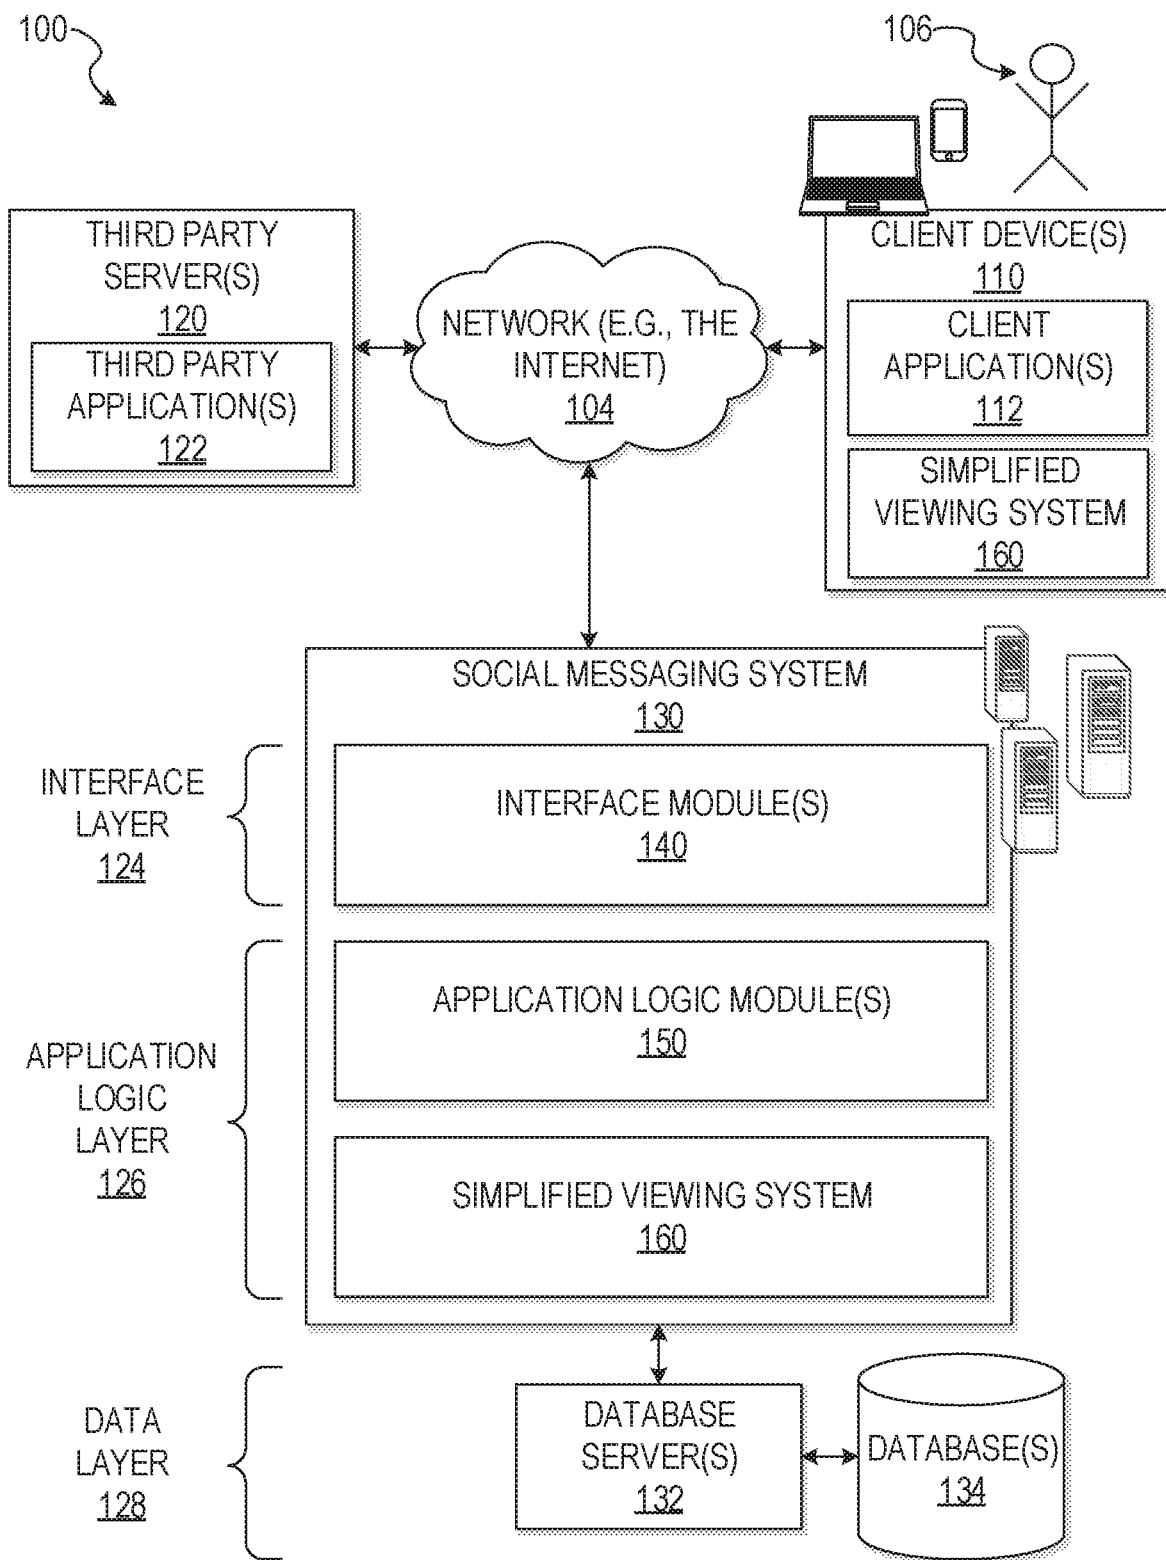 100
106
THIRD PARTY
SERVER(S)
120
THIRD PARTY
APPLICATION(S)
122
NETWORK (E.G., THE
INTERNET)
104
CLIENT DEVICE(S)
110
CLIENT
APPLICATION(S)
112
SIMPLIFIED
VIEWING SYSTEM
160
SOCIAL MESSAGING SYSTEM
130
INTERFACE
LAYER
124
INTERFACE MODULE(S)
140
APPLICATION
LOGIC
LAYER
126
APPLICATION LOGIC MODULE(S)
150
SIMPLIFIED VIEWING SYSTEM
160
DATA
LAYER
128
DATABASE
SERVER(S)
132
DATABASE(S)
134